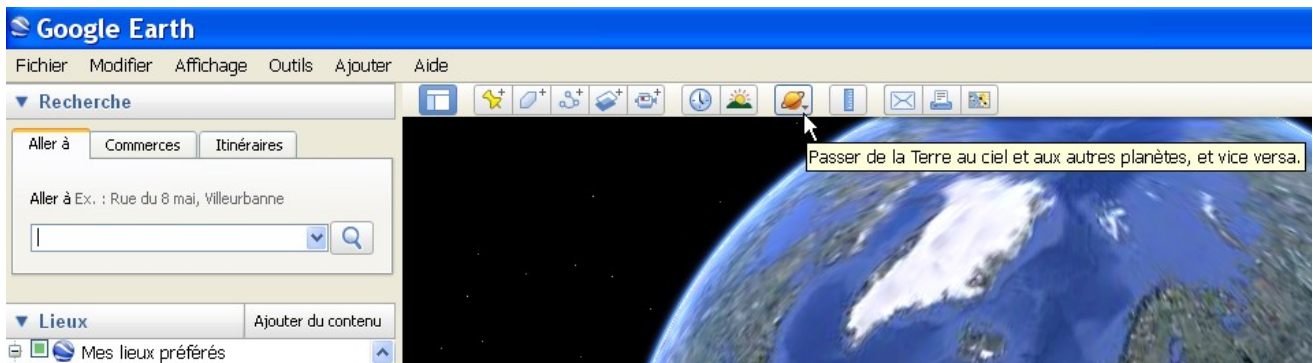 Google Earth
Fichier Modifier Affichage Outils Ajouter Aide
Recherche
Aller à Commerces Itinéraires
Passer de la Terre au ciel et aux autres planètes, et vice versa.
Aller à Ex. : Rue du 8 mai, Villeurbanne
Lieux Ajouter du contenu
Mes lieux préférés